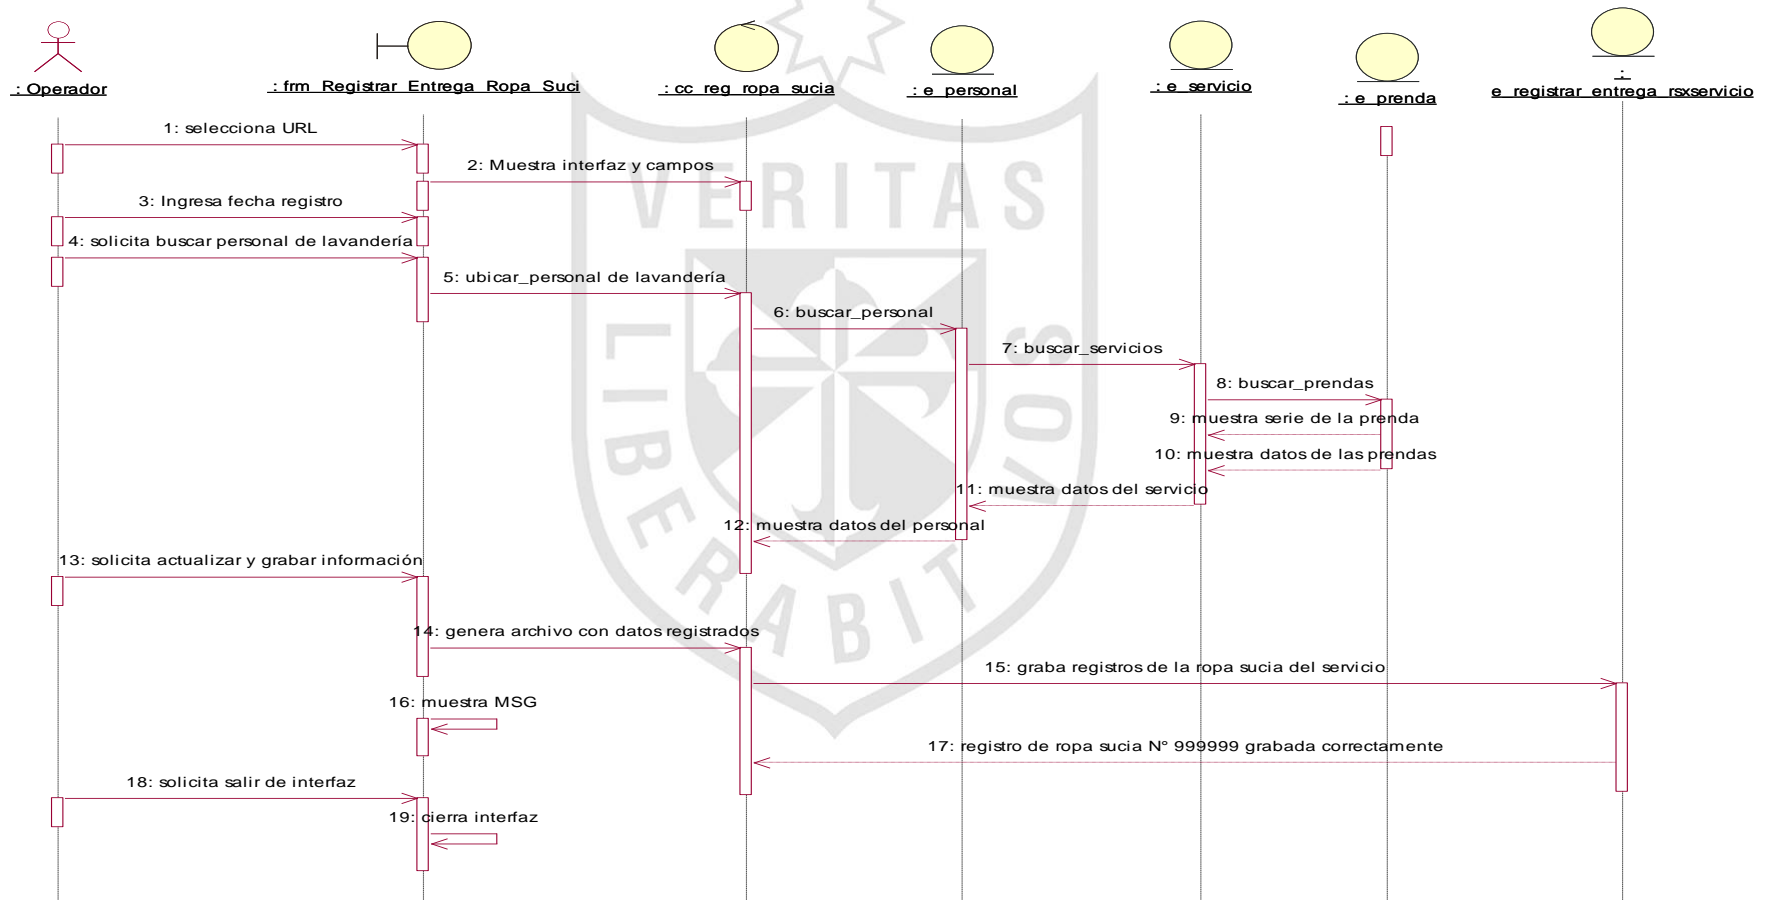 : Operador
: frm_Registrar_Entrega_Ropa_Suci
: cc_reg_ropa_sucia
: e_personal
: e_servicio
: e_prenda
:
e_registrar_entrega_rsxservicio
1: selecciona URL
2: Muestra interfaz y campos
3: Ingresa fecha registro
4: solicita buscar personal de lavandería
5: ubicar_personal de lavandería
6: buscar_personal
7: buscar_servicios
8: buscar_prendas
9: muestra serie de la prenda
10: muestra datos de las prendas
11: muestra datos del servicio
12: muestra datos del personal
13: solicita actualizar y grabar información
14: genera archivo con datos registrados
15: graba registros de la ropa sucia del servicio
16: muestra MSG
17: registro de ropa sucia N° 999999 grabada correctamente
18: solicita salir de interfaz
19: cierra interfaz
VERITAS
LIBERABIT
VOS